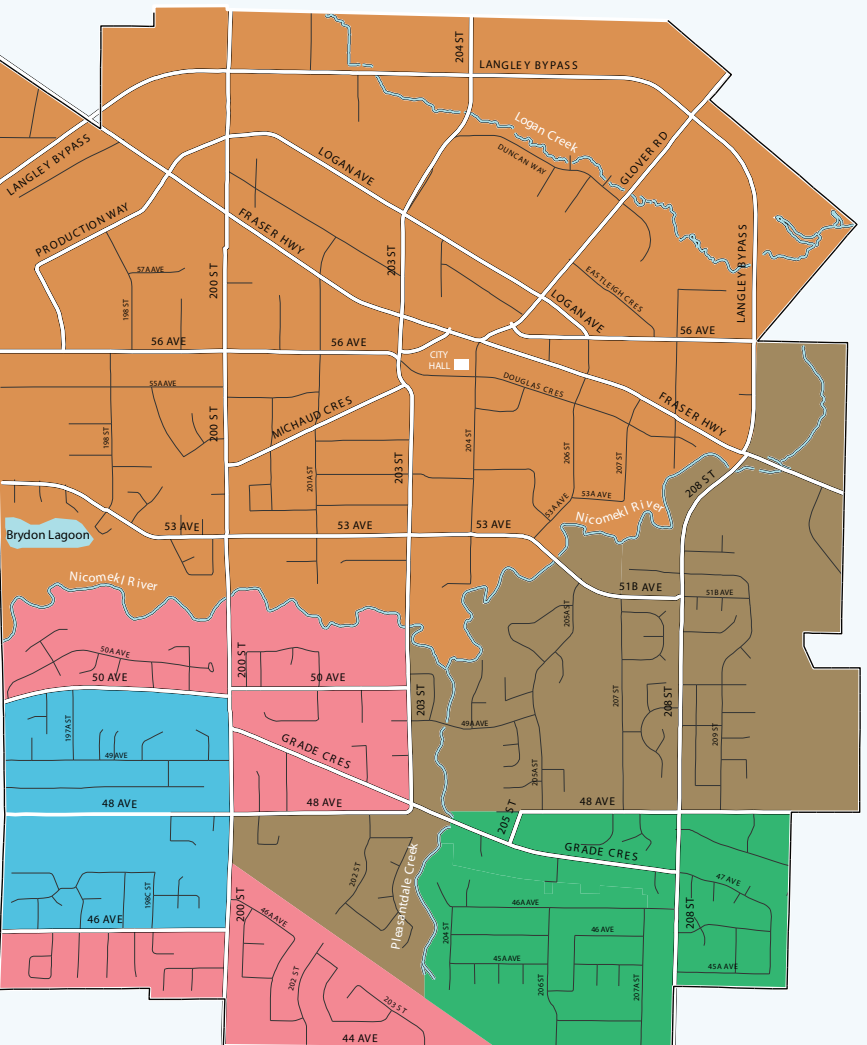 204 ST
LANGLEY BYPASS
Logan Creek
LANGLEY BYPASS
LOGAN AVE
DUNCAN WAY
GLOVER RD
PRODUCTION WAY
FRASER HWY
203 ST
200 ST
57A AVE
198 ST
EASTLEIGH CRES
LANGLEY BYPASS
LOGAN AVE
56 AVE
56 AVE
56 AVE
CITY
HALL
55A AVE
DOUGLAS CRES
MICHAUD CRES
FRASER HWY
198 ST
200 ST
201A ST
203 ST
204 ST
206 ST
207 ST
208 ST
53A AVE
53A AVE
Nicomekl River
53 AVE
53 AVE
53 AVE
Brydon Lagoon
Nicomekl River
51B AVE
51B AVE
205A ST
50A AVE
200 ST
50 AVE
50 AVE
203 ST
207 ST
208 ST
197A ST
49A AVE
209 ST
GRADE CRES
49 AVE
205A ST
48 AVE
48 AVE
48 AVE
205 ST
GRADE CRES
202 ST
Pleasantdale Creek
47 AVE
198C ST
200 ST
46A AVE
46A AVE
208 ST
46 AVE
204 ST
46 AVE
45A AVE
45A AVE
202 ST
206 ST
207A ST
203 ST
44 AVE